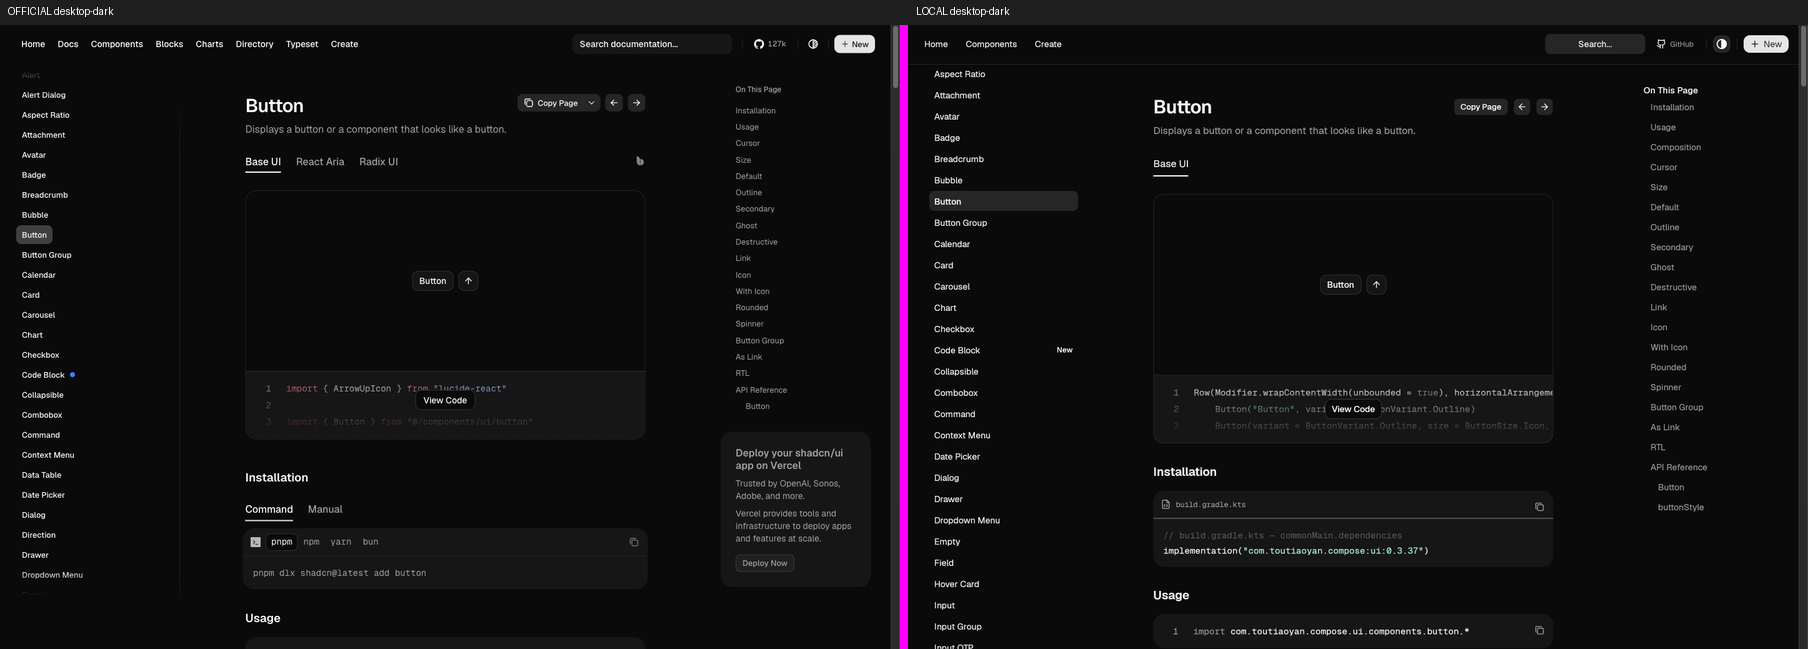 OFFICIAL desktop-dark
Home Docs Components Blocks Charts Directory Typeset Create
Search documentation...
127k
+ New
Alert
Alert Dialog
Aspect Ratio
Attachment
Avatar
Badge
Breadcrumb
Bubble
Button
Button Group
Calendar
Card
Carousel
Chart
Checkbox
Code Block
Collapsible
Combobox
Command
Context Menu
Data Table
Date Picker
Dialog
Direction
Drawer
Dropdown Menu
Button
Copy Page
Displays a button or a component that looks like a button.
Base UI React Aria Radix UI
Button
1 import { ArrowUpIcon } from "lucide-react"
2
View Code
3 import { Button } from "@/components/ui/button"
Installation
Command Manual
pnpm npm yarn bun
pnpm dlx shadcn@latest add button
Usage
On This Page
Installation
Usage
Cursor
Size
Default
Outline
Secondary
Ghost
Destructive
Link
Icon
With Icon
Rounded
Spinner
Button Group
As Link
RTL
API Reference
Button
Deploy your shadcn/ui
app on Vercel
Trusted by OpenAI, Sonos,
Adobe, and more.
Vercel provides tools and
infrastructure to deploy apps
and features at scale.
Deploy Now
LOCAL desktop-dark
Home Components Create
Search...
GitHub
+ New
Aspect Ratio
Attachment
Avatar
Badge
Breadcrumb
Bubble
Button
Button Group
Calendar
Card
Carousel
Chart
Checkbox
Code Block New
Collapsible
Combobox
Command
Context Menu
Date Picker
Dialog
Drawer
Dropdown Menu
Empty
Field
Hover Card
Input
Input Group
Input OTP
Button
Copy Page
Displays a button or a component that looks like a button.
Base UI
Button
1 Row(Modifier.wrapContentWidth(unbounded = true), horizontalArrangeme
2 Button("Button", vari
View Code
onVariant.Outline)
3 Button(variant = ButtonVariant.Outline, size = ButtonSize.Icon,
Installation
build.gradle.kts
// build.gradle.kts — commonMain.dependencies
implementation("com.toutiaoyan.compose:ui:0.3.37")
Usage
1 import com.toutiaoyan.compose.ui.components.button.*
On This Page
Installation
Usage
Composition
Cursor
Size
Default
Outline
Secondary
Ghost
Destructive
Link
Icon
With Icon
Rounded
Spinner
Button Group
As Link
RTL
API Reference
Button
buttonStyle